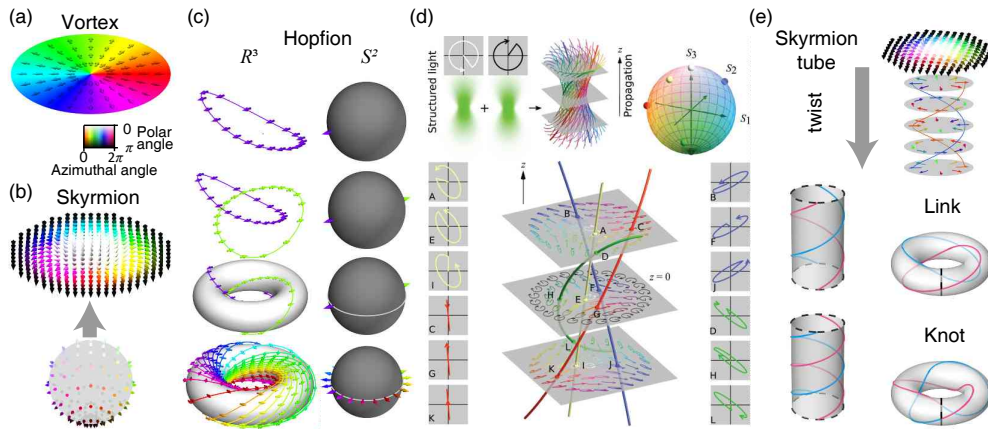 (a)
Vortex
0
π
Polar
angle
0
2π
Azimuthal angle
(b)
Skyrmion
(c)
Hopfion
R³
S²
(d)
Structured light
+
z
Propagation
S₃
S₂
S₁
z
A
E
I
C
G
K
B
A
C
D
z = 0
F
H
E
G
L
K
I
J
B
F
J
D
H
L
(e)
Skyrmion
tube
twist
Link
Knot